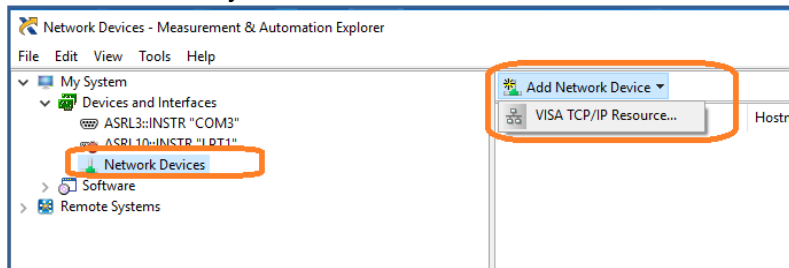 Network Devices - Measurement & Automation Explorer
File Edit View Tools Help
My System
Devices and Interfaces
ASRL3::INSTR "COM3"
ASRL10::INSTR "LPT1"
Network Devices
Software
Remote Systems
Add Network Device
VISA TCP/IP Resource...
Hostn